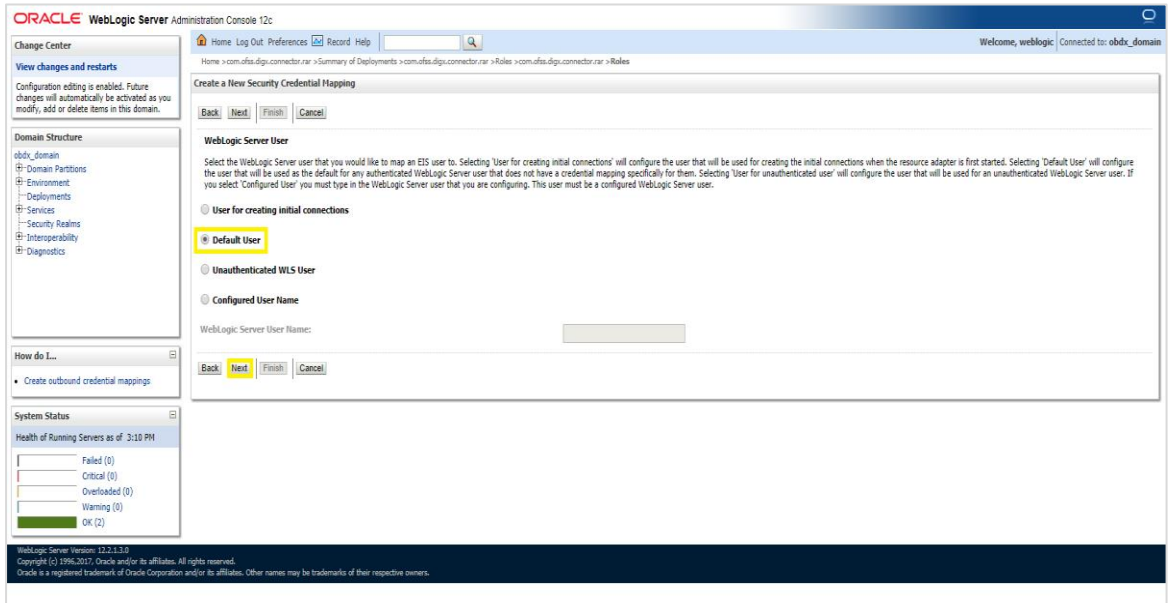 ORACLE WebLogic Server Administration Console 12c
Change Center
View changes and restarts
Configuration editing is enabled. Future
changes will automatically be activated as you
modify, add or delete items in this domain.
Domain Structure
obdx_domain
Domain Partitions
Environment
Deployments
Services
Security Realms
Interoperability
Diagnostics
How do I...
Create outbound credential mappings
System Status
Health of Running Servers as of 3:10 PM
Failed (0)
Critical (0)
Overloaded (0)
Warning (0)
OK (2)
Home Log Out Preferences Record Help
Welcome, weblogic Connected to: obdx_domain
Home >com.ofss.digx.connector.rar >Summary of Deployments >com.ofss.digx.connector.rar >Roles >com.ofss.digx.connector.rar >Roles
Create a New Security Credential Mapping
Back Next Finish Cancel
WebLogic Server User
Select the WebLogic Server user that you would like to map an EIS user to. Selecting 'User for creating initial connections' will configure the user that will be used for creating the initial connections when the resource adapter is first started. Selecting 'Default User' will configure
the user that will be used as the default for any authenticated WebLogic Server user that does not have a credential mapping specifically for them. Selecting 'User for unauthenticated user' will configure the user that will be used for an unauthenticated WebLogic Server user. If
you select 'Configured User' you must type in the WebLogic Server user that you are configuring. This user must be a configured WebLogic Server user.
User for creating initial connections
Default User
Unauthenticated WLS User
Configured User Name
WebLogic Server User Name:
Back Next Finish Cancel
WebLogic Server Version: 12.2.1.3.0
Copyright (c) 1996,2017, Oracle and/or its affiliates. All rights reserved.
Oracle is a registered trademark of Oracle Corporation and/or its affiliates. Other names may be trademarks of their respective owners.